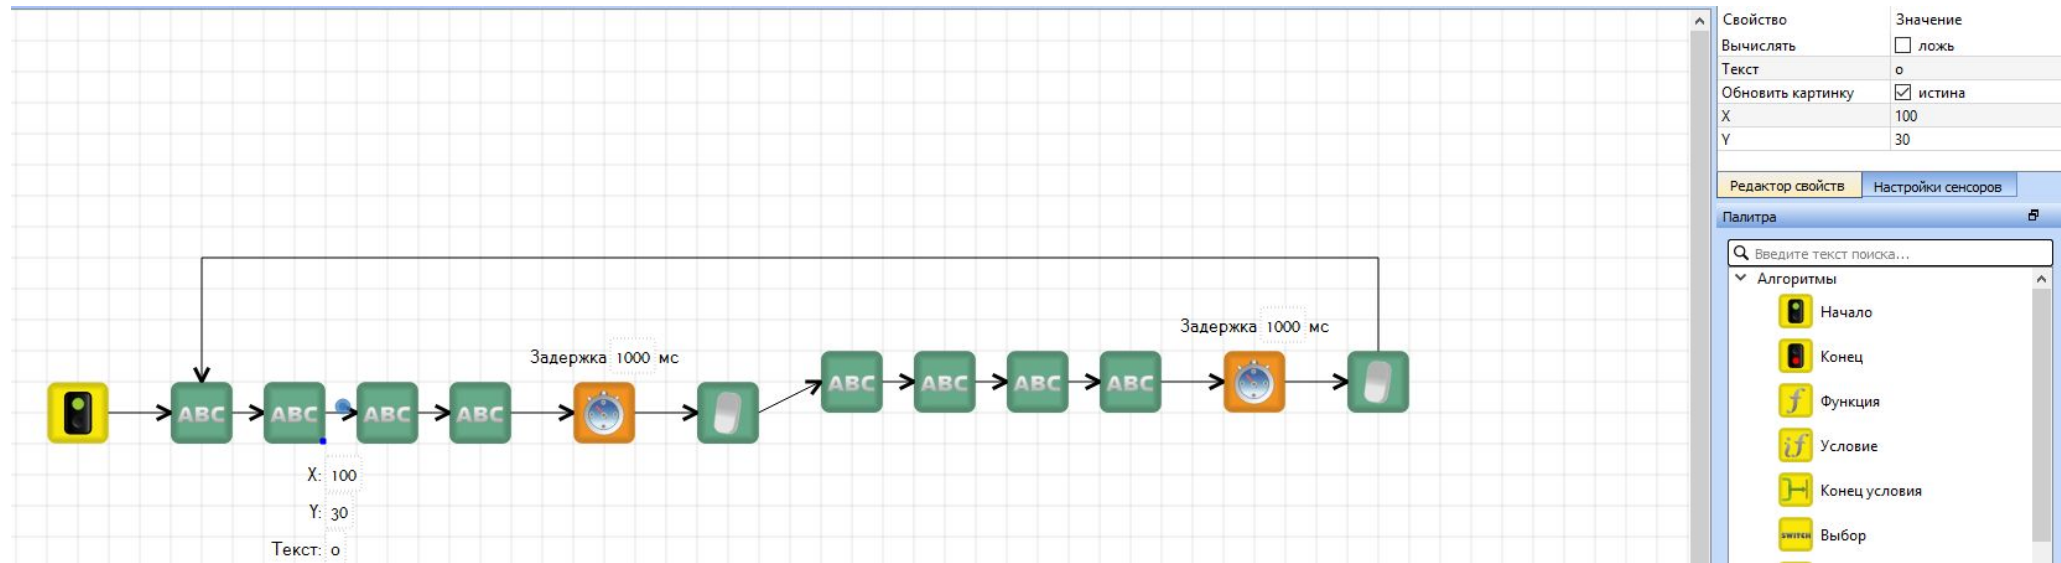 Свойство Значение
Вычислять ложь
Текст о
Обновить картинку истина
X 100
Y 30
Редактор свойств Настройки сенсоров
Палитра
Введите текст поиска...
Алгоритмы
Начало
Конец
f Функция
if Условие
Конец условия
SWITCH Выбор
Задержка 1000 мс
Задержка 1000 мс
ABC ABC ABC ABC
ABC ABC ABC ABC
X: 100
Y: 30
Текст: о